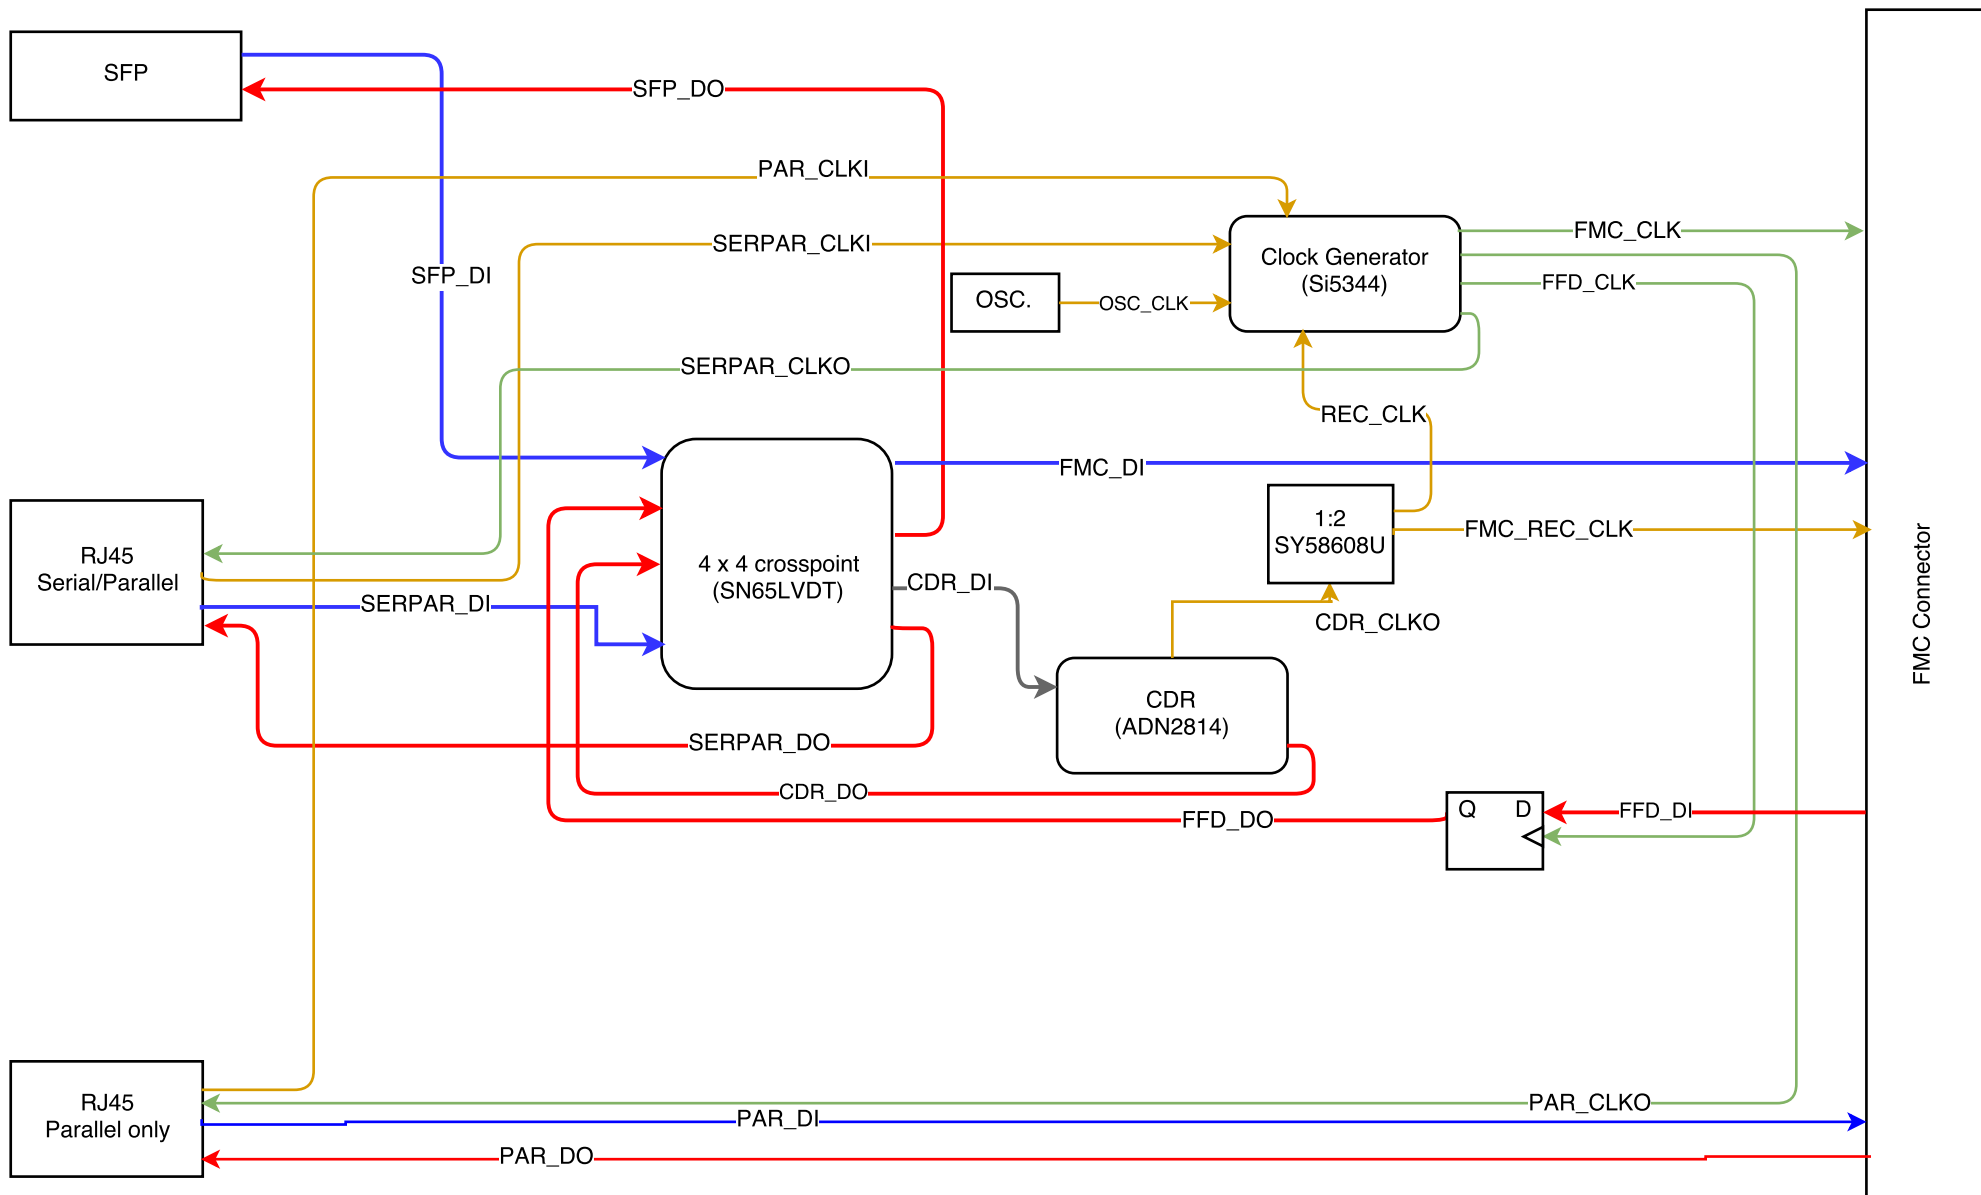 SFP
SFP_DO
PAR_CLKI
SERPAR_CLKI
SFP_DI
Clock Generator
(Si5344)
FMC_CLK
FFD_CLK
OSC.
OSC_CLK
SERPAR_CLKO
REC_CLK
FMC_DI
1:2
SY58608U
FMC_REC_CLK
RJ45
Serial/Parallel
4 x 4 crosspoint
(SN65LVDT)
CDR_DI
SERPAR_DI
CDR_CLKO
FMC Connector
CDR
(ADN2814)
SERPAR_DO
CDR_DO
FFD_DO
Q D
FFD_DI
RJ45
Parallel only
PAR_CLKO
PAR_DI
PAR_DO